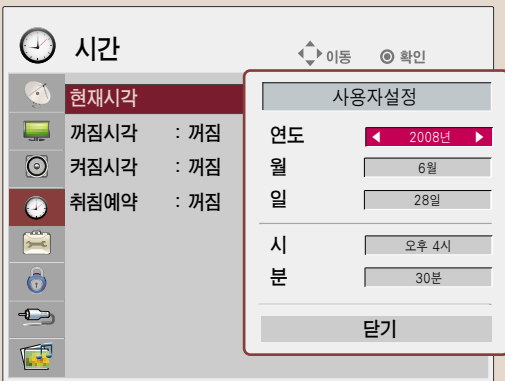 시간
이동 확인
현재시각
꺼짐시각 : 꺼짐
켜짐시각 : 꺼짐
취침예약 : 꺼짐
사용자설정
연도 2008년
월 6월
일 28일
시 오후 4시
분 30분
닫기